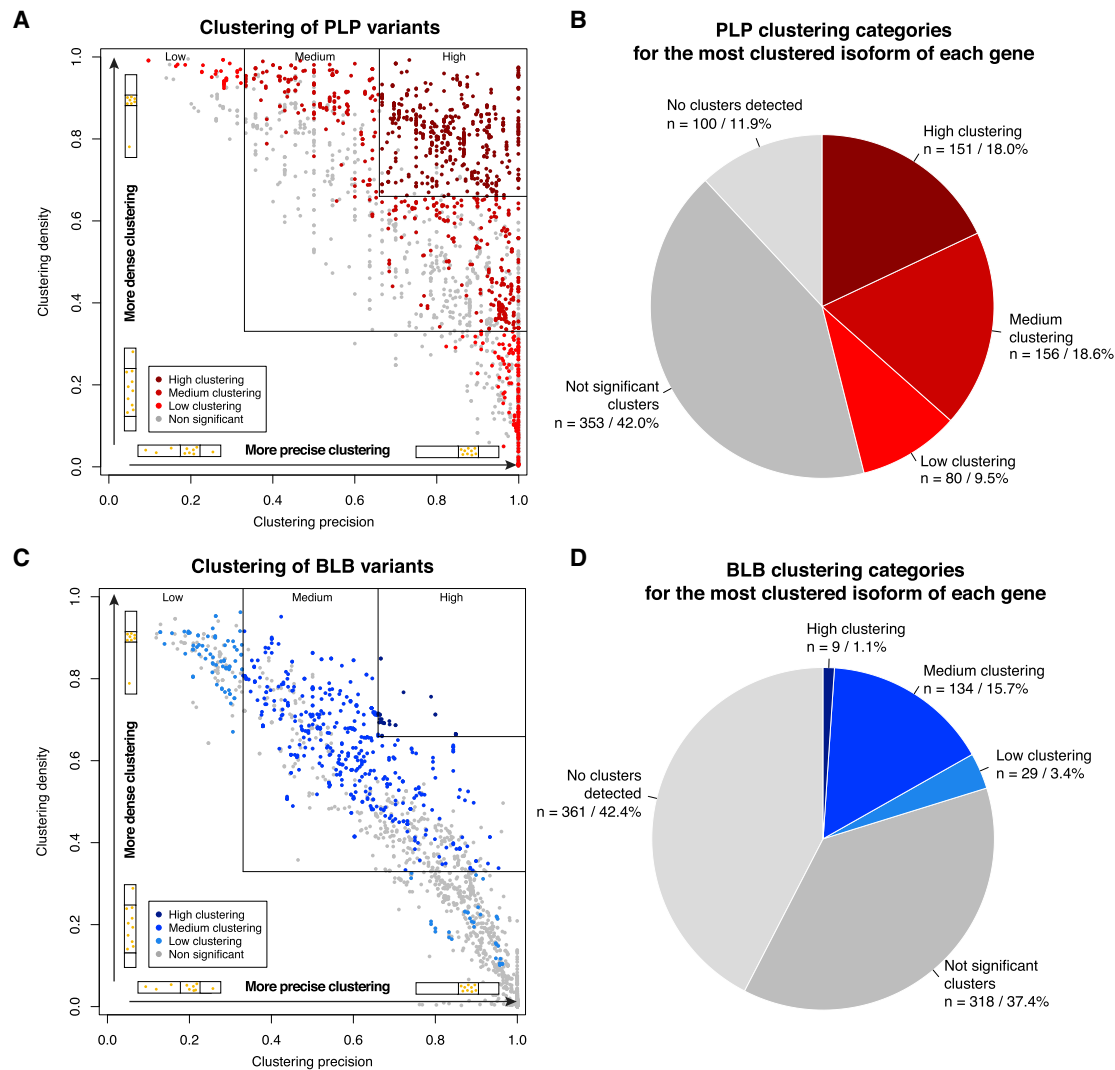 A
Clustering of PLP variants
Low
Medium
High
Clustering density
0.0
0.2
0.4
0.6
0.8
1.0
More dense clustering
High clustering
Medium clustering
Low clustering
Non significant
More precise clustering
0.0
0.2
0.4
0.6
0.8
1.0
Clustering precision
B
PLP clustering categories
for the most clustered isoform of each gene
No clusters detected
n = 100 / 11.9%
High clustering
n = 151 / 18.0%
Medium
clustering
n = 156 / 18.6%
Not significant
clusters
n = 353 / 42.0%
Low clustering
n = 80 / 9.5%
C
Clustering of BLB variants
Low
Medium
High
Clustering density
0.0
0.2
0.4
0.6
0.8
1.0
More dense clustering
High clustering
Medium clustering
Low clustering
Non significant
More precise clustering
0.0
0.2
0.4
0.6
0.8
1.0
Clustering precision
D
BLB clustering categories
for the most clustered isoform of each gene
High clustering
n = 9 / 1.1%
Medium clustering
n = 134 / 15.7%
Low clustering
n = 29 / 3.4%
No clusters
detected
n = 361 / 42.4%
Not significant
clusters
n = 318 / 37.4%